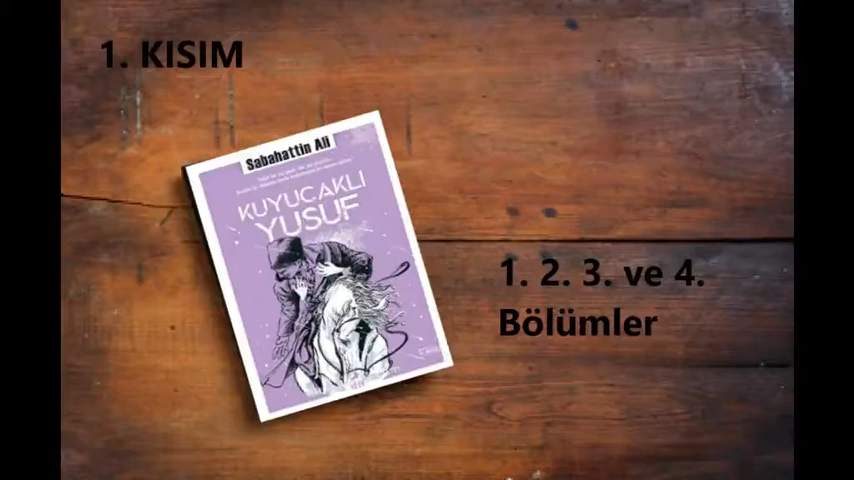 1. KISIM
Sabahattin Ali
KUYUCAKLI
YUSUF
1. 2. 3. ve 4.
Bölümler